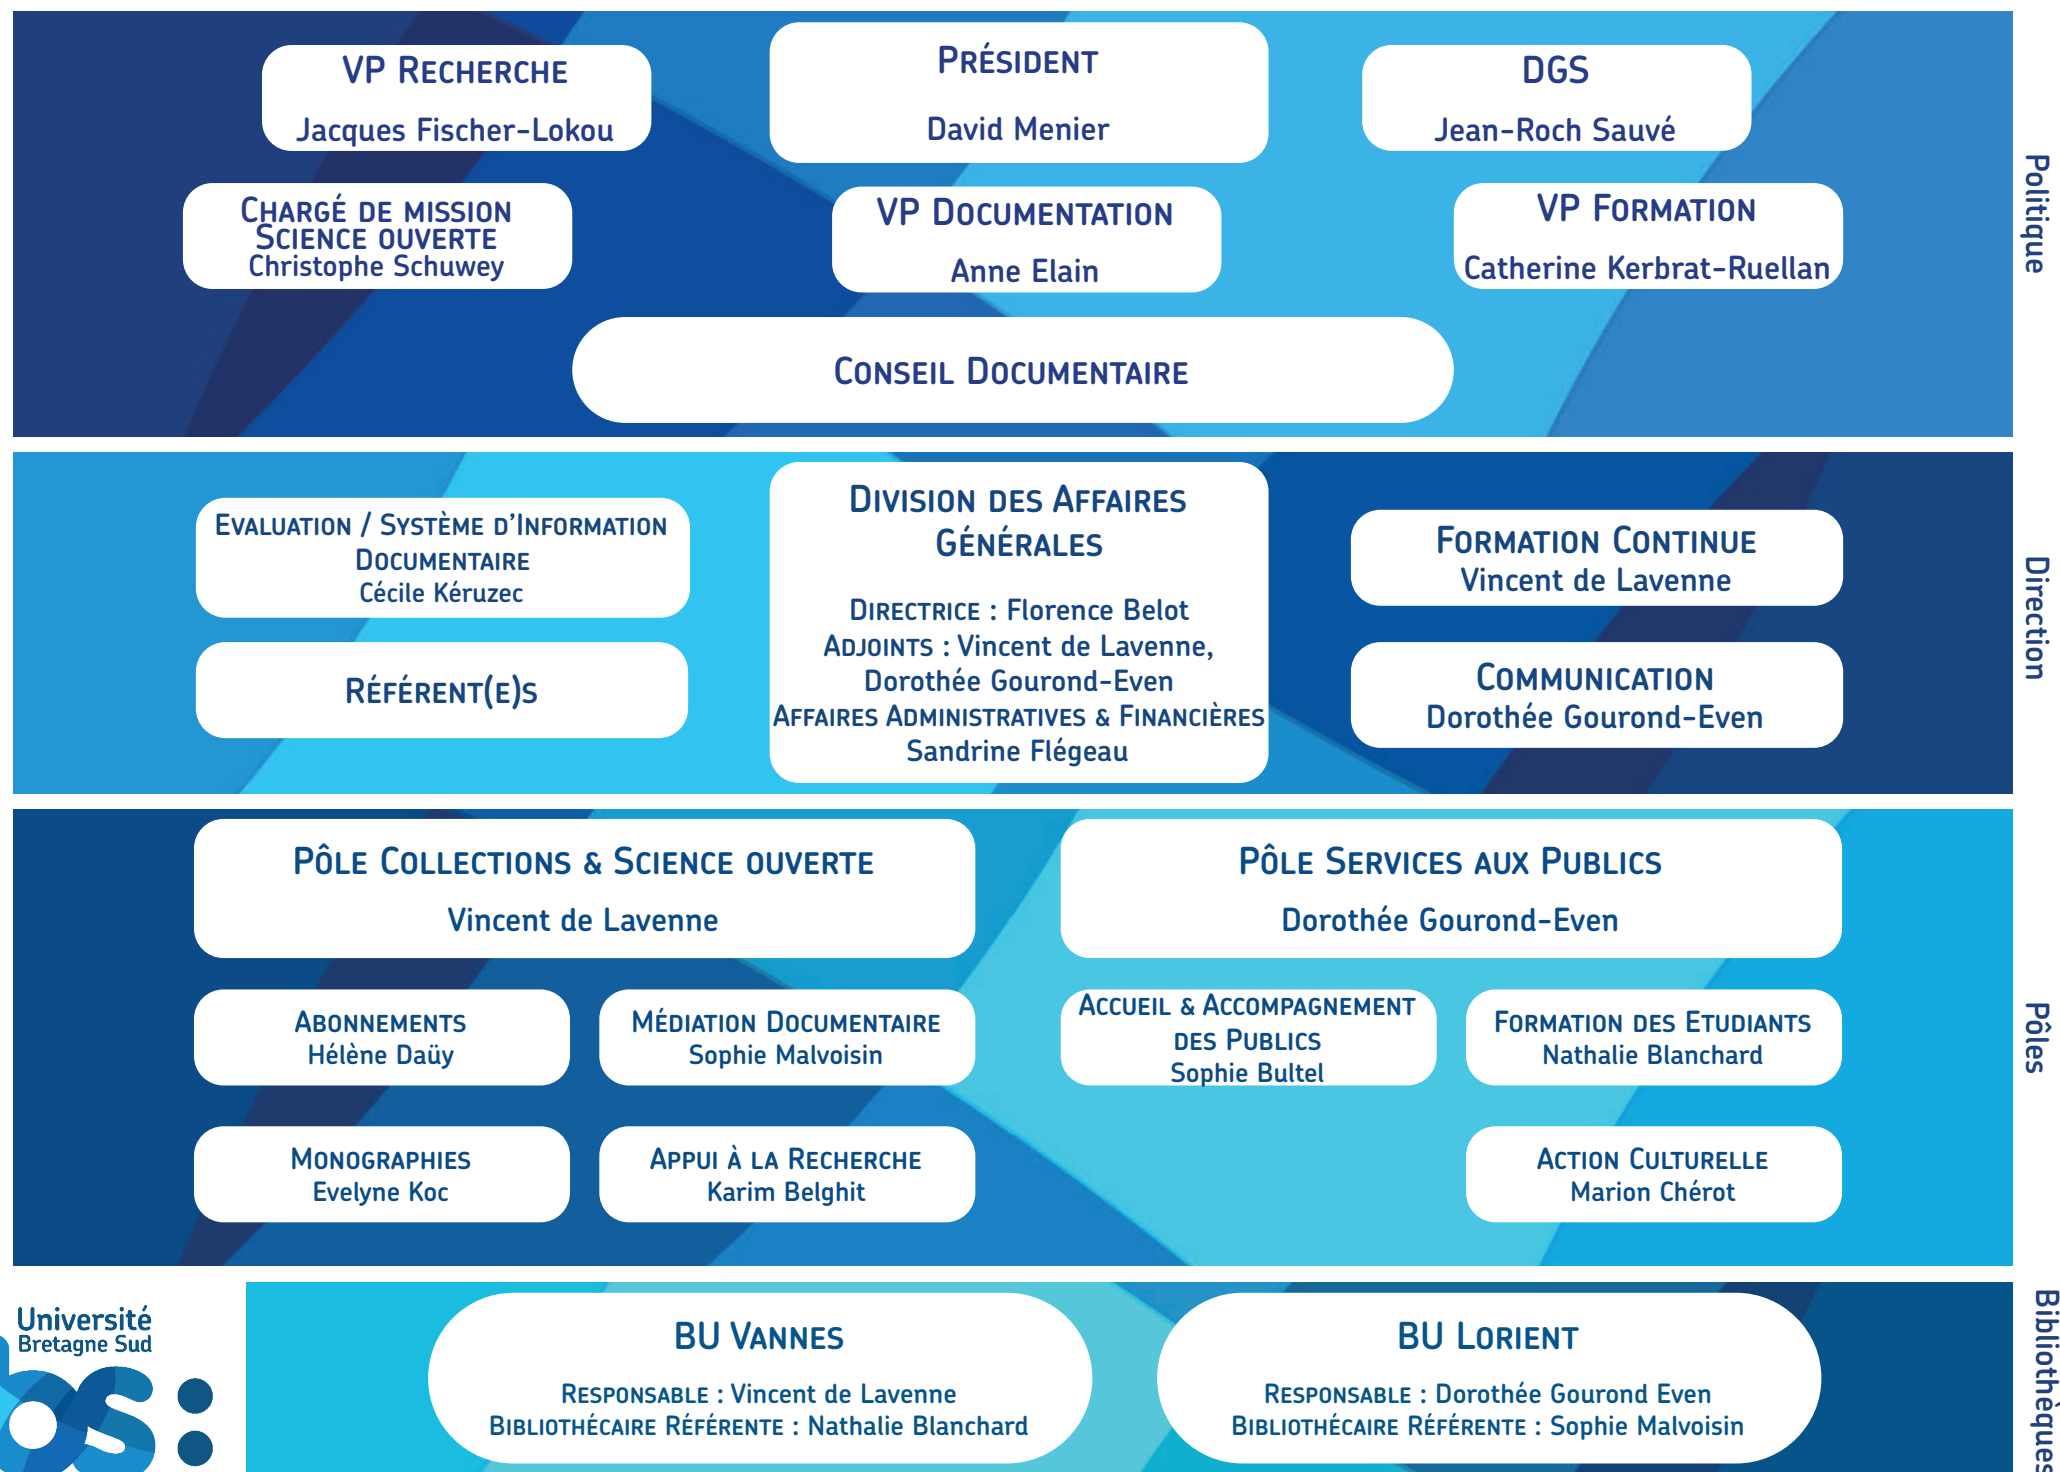 VP Recherche
Jacques Fischer-Lokou
Président
David Menier
DGS
Jean-Roch Sauvé
Chargé de mission
Science ouverte
Christophe Schuwey
VP Documentation
Anne Elain
VP Formation
Catherine Kerbrat-Ruellan
Conseil Documentaire
Politique
Evaluation / Système d'Information
Documentaire
Cécile Kéruzec
Référent(e)s
Division des Affaires
Générales
Directrice : Florence Belot
Adjoints : Vincent de Lavenne,
Dorothée Gourond-Even
Affaires Administratives & Financières
Sandrine Flégeau
Formation Continue
Vincent de Lavenne
Communication
Dorothée Gourond-Even
Direction
Pôle Collections & Science ouverte
Vincent de Lavenne
Pôle Services aux Publics
Dorothée Gourond-Even
Abonnements
Hélène Daüy
Médiation Documentaire
Sophie Malvoisin
Accueil & Accompagnement
des Publics
Sophie Bultel
Formation des Etudiants
Nathalie Blanchard
Monographies
Evelyne Koc
Appui à la Recherche
Karim Belghit
Action Culturelle
Marion Chérot
Pôles
Université
Bretagne Sud
BU Vannes
Responsable : Vincent de Lavenne
Bibliothécaire Référente : Nathalie Blanchard
BU Lorient
Responsable : Dorothée Gourond Even
Bibliothécaire Référente : Sophie Malvoisin
Bibliothèques